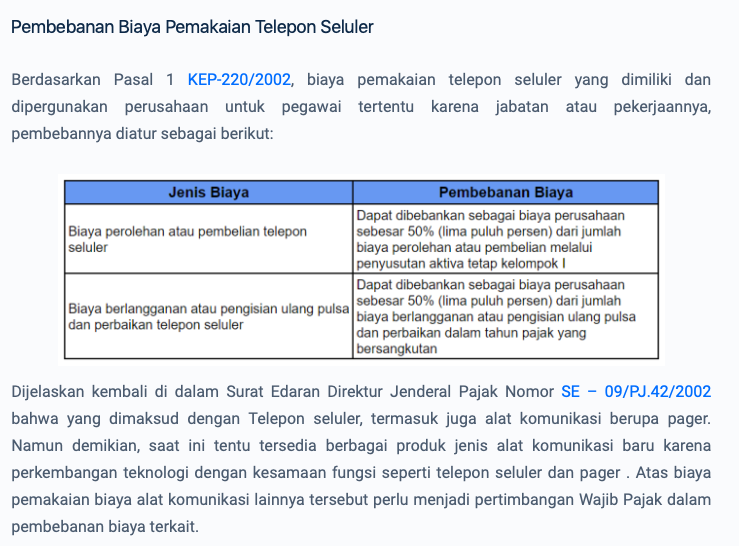 Pembebanan Biaya Pemakaian Telepon Seluler
Berdasarkan Pasal 1 KEP-220/2002, biaya pemakaian telepon seluler yang dimiliki dan
dipergunakan perusahaan untuk pegawai tertentu karena jabatan atau pekerjaannya,
pembebannya diatur sebagai berikut:
Jenis Biaya
Pembebanan Biaya
Biaya perolehan atau pembelian telepon
seluler
Dapat dibebankan sebagai biaya perusahaan
sebesar 50% (lima puluh persen) dari jumlah
biaya perolehan atau pembelian melalui
penyusutan aktiva tetap kelompok I
Biaya berlangganan atau pengisian ulang pulsa
dan perbaikan telepon seluler
Dapat dibebankan sebagai biaya perusahaan
sebesar 50% (lima puluh persen) dari jumlah
biaya berlangganan atau pengisian ulang pulsa
dan perbaikan dalam tahun pajak yang
bersangkutan
Dijelaskan kembali di dalam Surat Edaran Direktur Jenderal Pajak Nomor SE – 09/PJ.42/2002
bahwa yang dimaksud dengan Telepon seluler, termasuk juga alat komunikasi berupa pager.
Namun demikian, saat ini tentu tersedia berbagai produk jenis alat komunikasi baru karena
perkembangan teknologi dengan kesamaan fungsi seperti telepon seluler dan pager . Atas biaya
pemakaian biaya alat komunikasi lainnya tersebut perlu menjadi pertimbangan Wajib Pajak dalam
pembebanan biaya terkait.